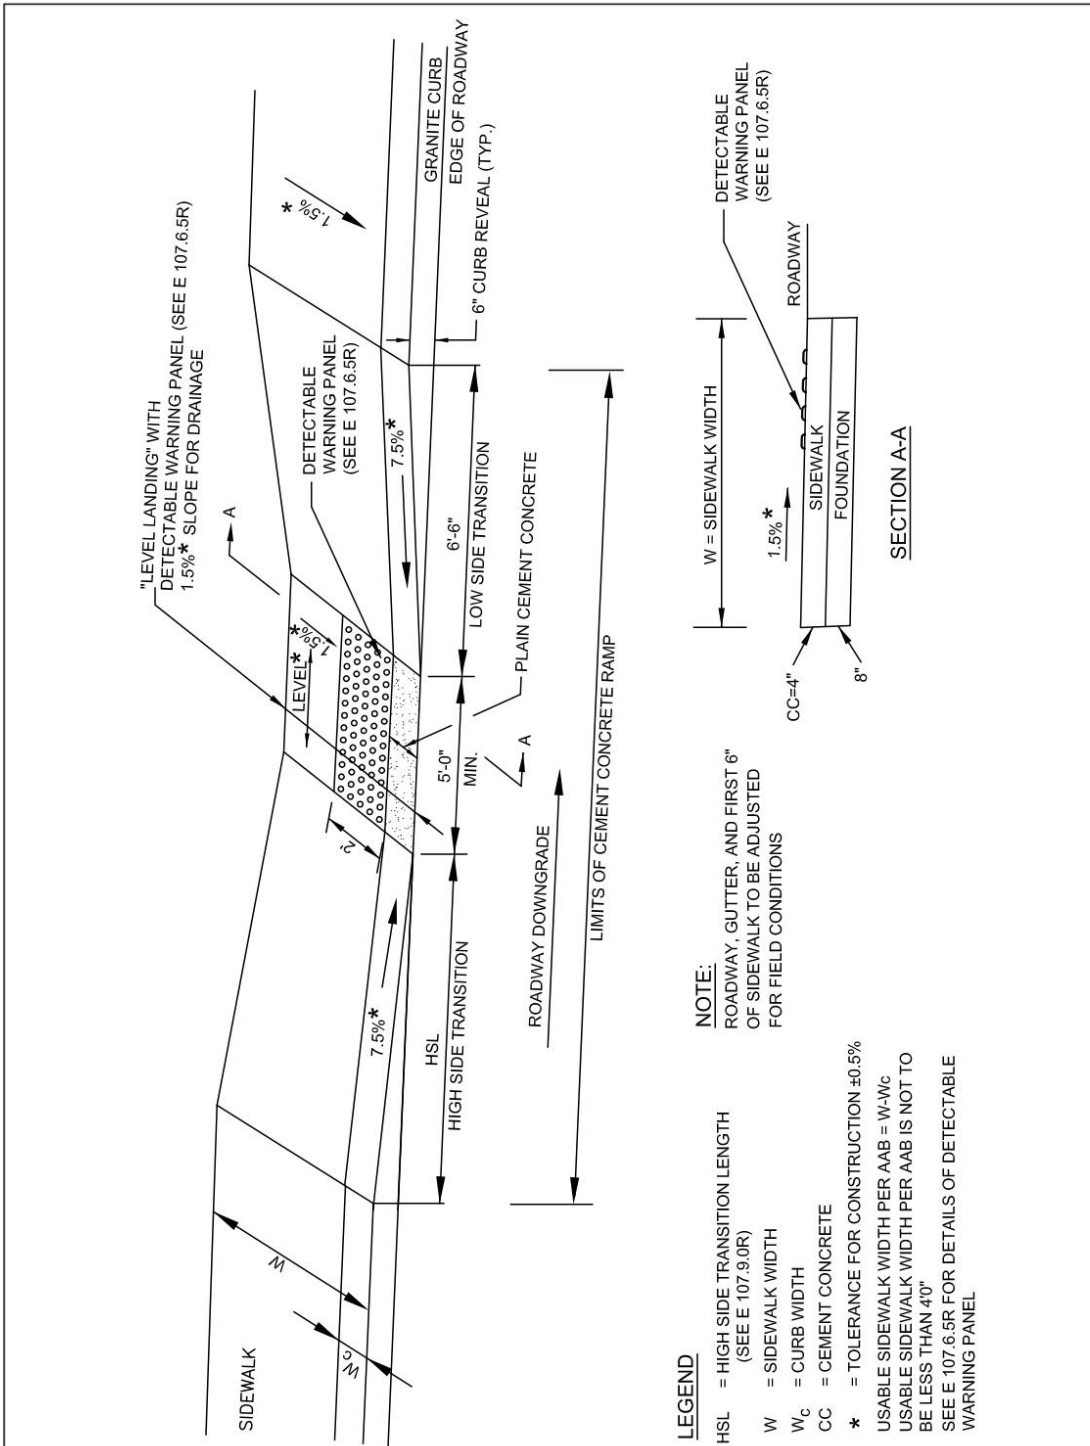 "LEVEL LANDING" WITH
DETECTABLE WARNING PANEL (SEE E 107.6.5R)
1.5%* SLOPE FOR DRAINAGE
A
DETECTABLE
WARNING PANEL
(SEE E 107.6.5R)
1.5%*
GRANITE CURB
EDGE OF ROADWAY
6" CURB REVEAL (TYP.)
SIDEWALK
W
Wc
2'
LEVEL*
1.5%*
7.5%*
7.5%*
HSL
HIGH SIDE TRANSITION
5'-0"
MIN.
6'-6"
LOW SIDE TRANSITION
PLAIN CEMENT CONCRETE
A
ROADWAY DOWNGRADE
LIMITS OF CEMENT CONCRETE RAMP
LEGEND
HSL = HIGH SIDE TRANSITION LENGTH
(SEE E 107.9.0R)
W = SIDEWALK WIDTH
Wc = CURB WIDTH
CC = CEMENT CONCRETE
* = TOLERANCE FOR CONSTRUCTION ±0.5%
USABLE SIDEWALK WIDTH PER AAB = W-Wc
USABLE SIDEWALK WIDTH PER AAB IS NOT TO
BE LESS THAN 4'0"
SEE E 107.6.5R FOR DETAILS OF DETECTABLE
WARNING PANEL
NOTE:
ROADWAY, GUTTER, AND FIRST 6"
OF SIDEWALK TO BE ADJUSTED
FOR FIELD CONDITIONS
W = SIDEWALK WIDTH
DETECTABLE
WARNING PANEL
(SEE E 107.6.5R)
ROADWAY
1.5%*
CC=4"
SIDEWALK
FOUNDATION
8"
SECTION A-A